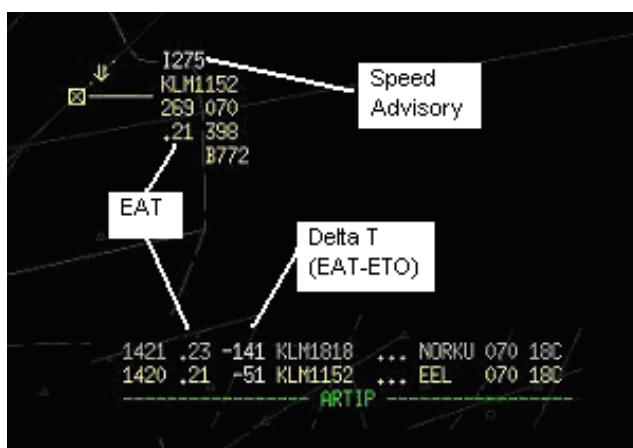 I275
KLM1152
269 070
.21 398
B772
Speed
Advisory
EAT
Delta T
(EAT-ETO)
1421 .23 -141 KLM1818 ... NORKU 070 18C
1420 .21 -51 KLM1152 ... EEL 070 18C
ARTIP